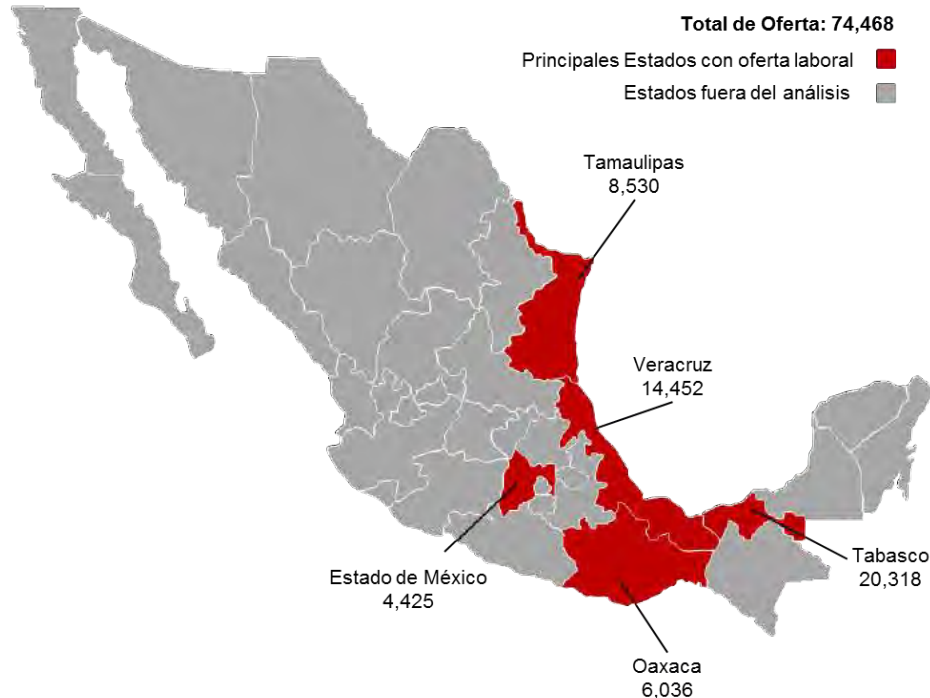 Total de Oferta: 74,468
Principales Estados con oferta laboral
Estados fuera del análisis
Tamaulipas
8,530
Veracruz
14,452
Tabasco
20,318
Estado de México
4,425
Oaxaca
6,036